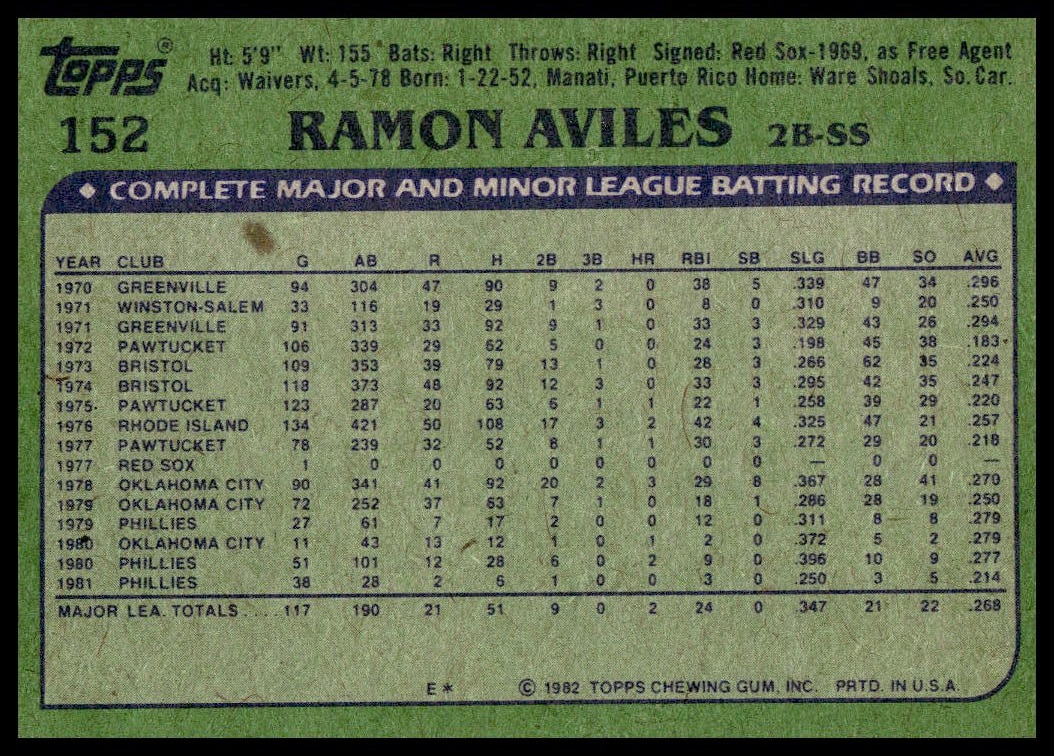 Topps ® Ht: 5'9" Wt: 155 Bats: Right Throws: Right Signed: Red Sox-1969, as Free Agent
Acq: Waivers, 4-5-78 Born: 1-22-52, Manati, Puerto Rico Home: Ware Shoals, So. Car.
152 RAMON AVILES 2B-SS
◆ COMPLETE MAJOR AND MINOR LEAGUE BATTING RECORD ◆
YEAR CLUB G AB R H 2B 3B HR RBI SB SLG BB SO AVG
1970 GREENVILLE 94 304 47 90 9 2 0 38 5 .339 47 34 .296
1971 WINSTON-SALEM 33 116 19 29 1 3 0 8 0 .310 9 20 .250
1971 GREENVILLE 91 313 33 92 9 1 0 33 3 .329 43 26 .294
1972 PAWTUCKET 106 339 29 62 5 0 0 24 3 .198 45 38 .183
1973 BRISTOL 109 353 39 79 13 1 0 28 3 .266 62 35 .224
1974 BRISTOL 118 373 48 92 12 3 0 33 3 .295 42 35 .247
1975 PAWTUCKET 123 287 20 63 6 1 1 22 1 .258 39 29 .220
1976 RHODE ISLAND 134 421 50 108 17 3 2 42 4 .325 47 21 .257
1977 PAWTUCKET 78 239 32 52 8 1 1 30 3 .272 29 20 .218
1977 RED SOX 1 0 0 0 0 0 0 0 0 — 0 0 —
1978 OKLAHOMA CITY 90 341 41 92 20 2 3 29 8 .367 28 41 .270
1979 OKLAHOMA CITY 72 252 37 63 7 1 0 18 1 .286 28 19 .250
1979 PHILLIES 27 61 7 17 2 0 0 12 0 .311 8 8 .279
1980 OKLAHOMA CITY 11 43 13 12 1 0 1 2 0 .372 5 2 .279
1980 PHILLIES 51 101 12 28 6 0 2 9 0 .396 10 9 .277
1981 PHILLIES 38 28 2 6 1 0 0 3 0 .250 3 5 .214
MAJOR LEA. TOTALS .... 117 190 21 51 9 0 2 24 0 .347 21 22 .268
E * © 1982 TOPPS CHEWING GUM, INC. PRTD. IN U.S.A.